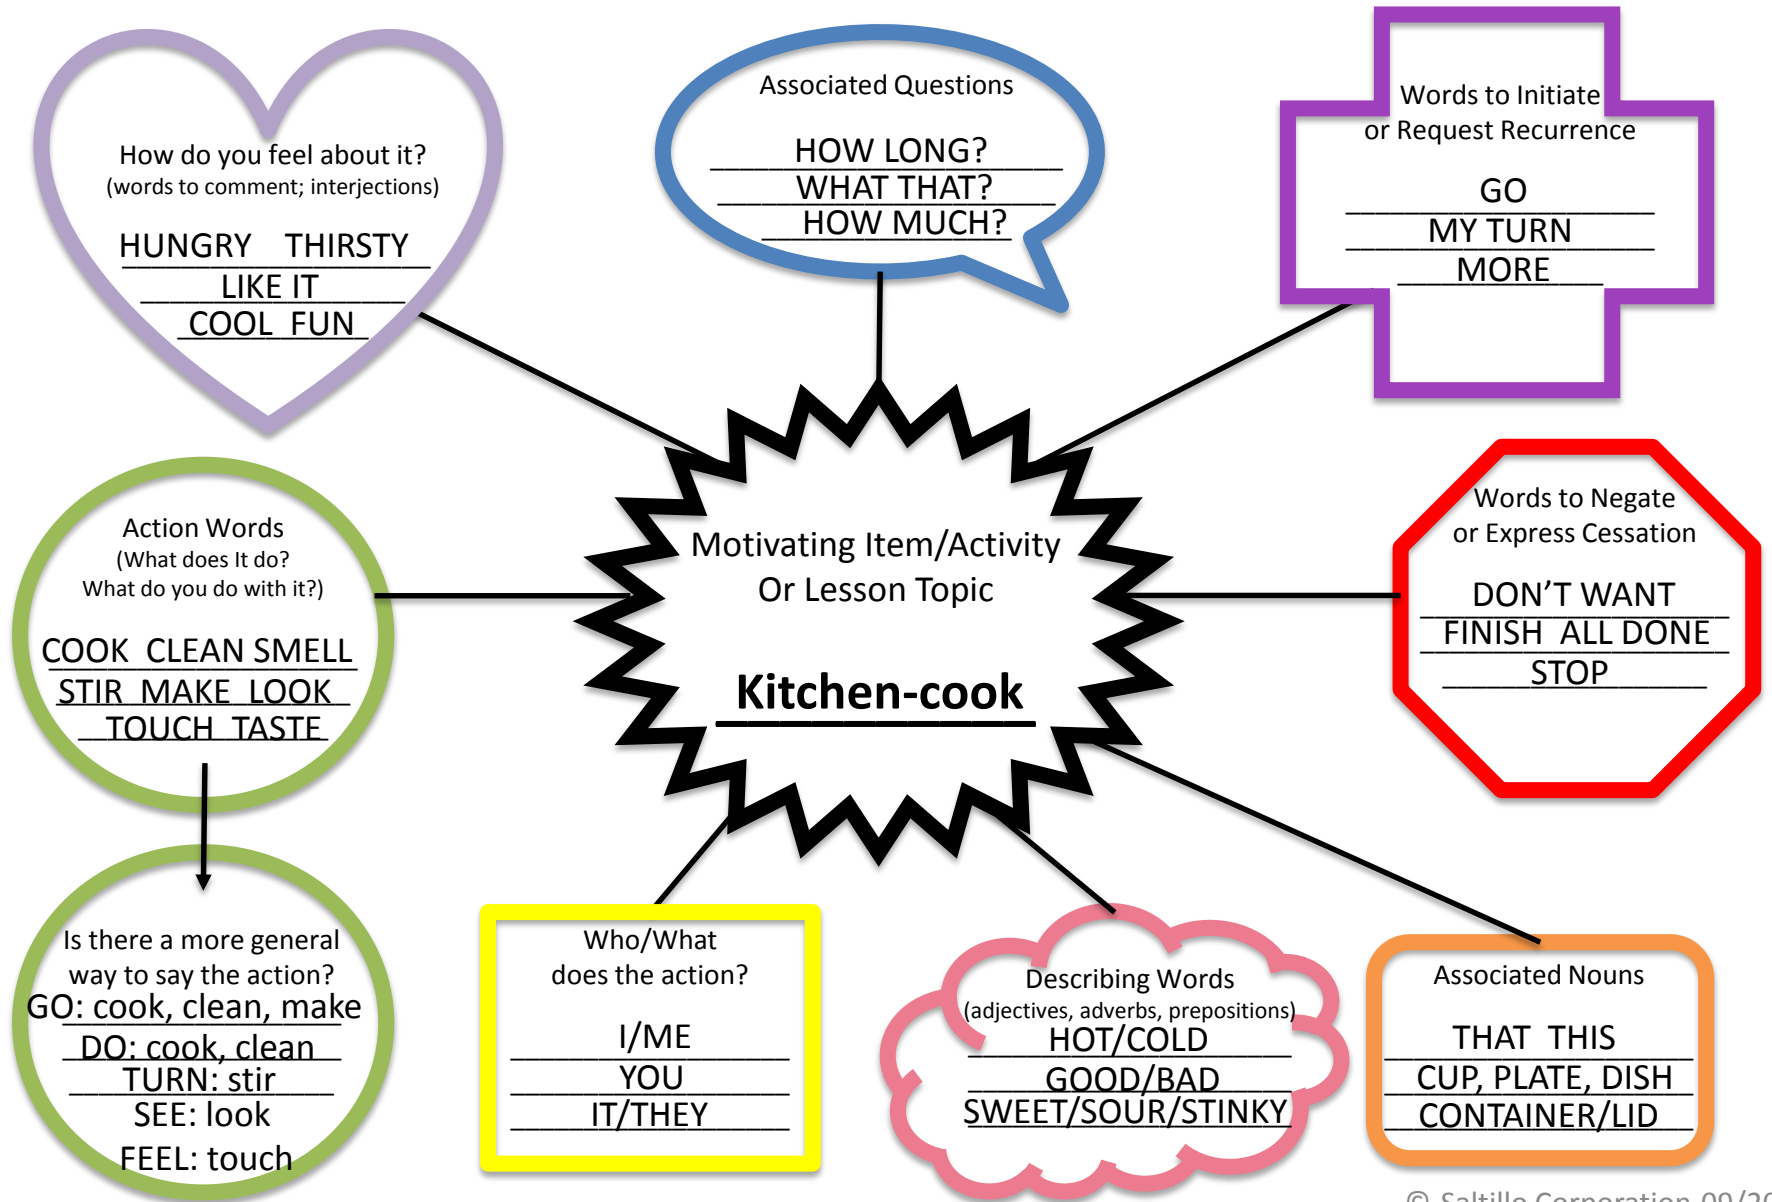 How do you feel about it?
(words to comment; interjections)
HUNGRY THIRSTY
LIKE IT
COOL FUN
Associated Questions
HOW LONG?
WHAT THAT?
HOW MUCH?
Words to Initiate
or Request Recurrence
GO
MY TURN
MORE
Action Words
(What does It do?
What do you do with it?)
COOK CLEAN SMELL
STIR MAKE LOOK
TOUCH TASTE
Motivating Item/Activity
Or Lesson Topic
Kitchen-cook
Words to Negate
or Express Cessation
DON'T WANT
FINISH ALL DONE
STOP
Is there a more general
way to say the action?
GO: cook, clean, make
DO: cook, clean
TURN: stir
SEE: look
FEEL: touch
Who/What
does the action?
I/ME
YOU
IT/THEY
Describing Words
(adjectives, adverbs, prepositions)
HOT/COLD
GOOD/BAD
SWEET/SOUR/STINKY
Associated Nouns
THAT THIS
CUP, PLATE, DISH
CONTAINER/LID
© Saltillo Corporation